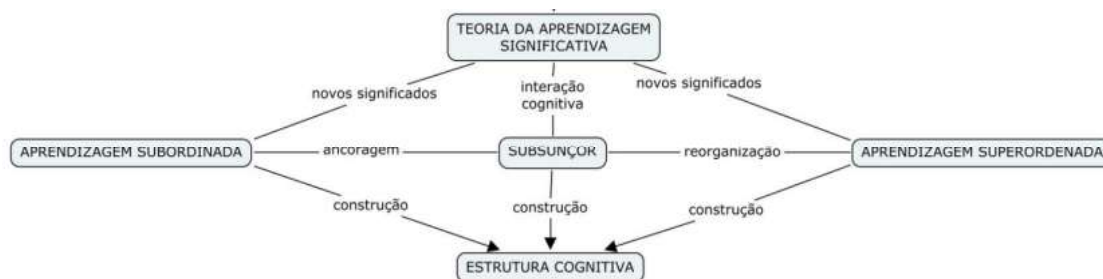 TEORIA DA APRENDIZAGEM
SIGNIFICATIVA
novos significados
interação
cognitiva
novos significados
APRENDIZAGEM SUBORDINADA
ancoragem
SUBSUNÇOR
reorganização
APRENDIZAGEM SUPERORDENADA
construção
construção
construção
ESTRUTURA COGNITIVA